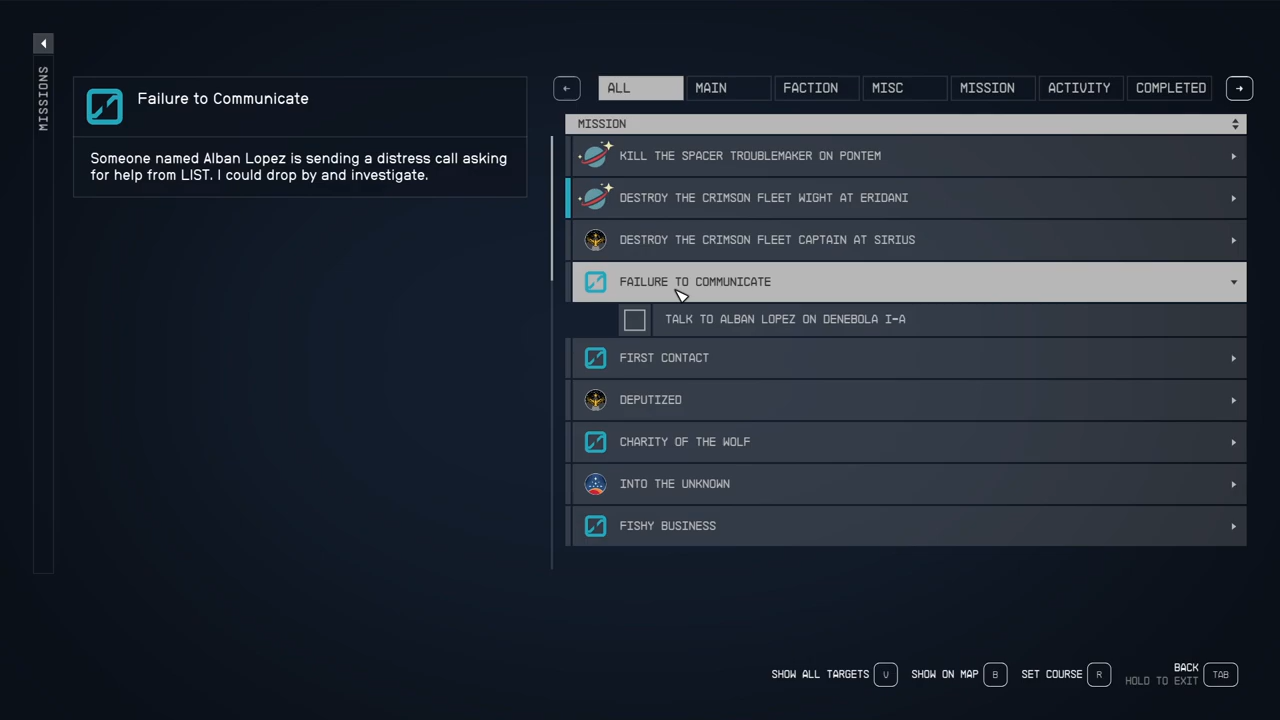 MISSIONS
Failure to Communicate
Someone named Alban Lopez is sending a distress call asking
for help from LIST. I could drop by and investigate.
ALL MAIN FACTION MISC MISSION ACTIVITY COMPLETED
MISSION
KILL THE SPACER TROUBLEMAKER ON PONTEM
DESTROY THE CRIMSON FLEET WIGHT AT ERIDANI
DESTROY THE CRIMSON FLEET CAPTAIN AT SIRIUS
FAILURE TO COMMUNICATE
TALK TO ALBAN LOPEZ ON DENEBOLA I-A
FIRST CONTACT
DEPUTIZED
CHARITY OF THE WOLF
INTO THE UNKNOWN
FISHY BUSINESS
SHOW ALL TARGETS V SHOW ON MAP B SET COURSE R BACK TAB
HOLD TO EXIT